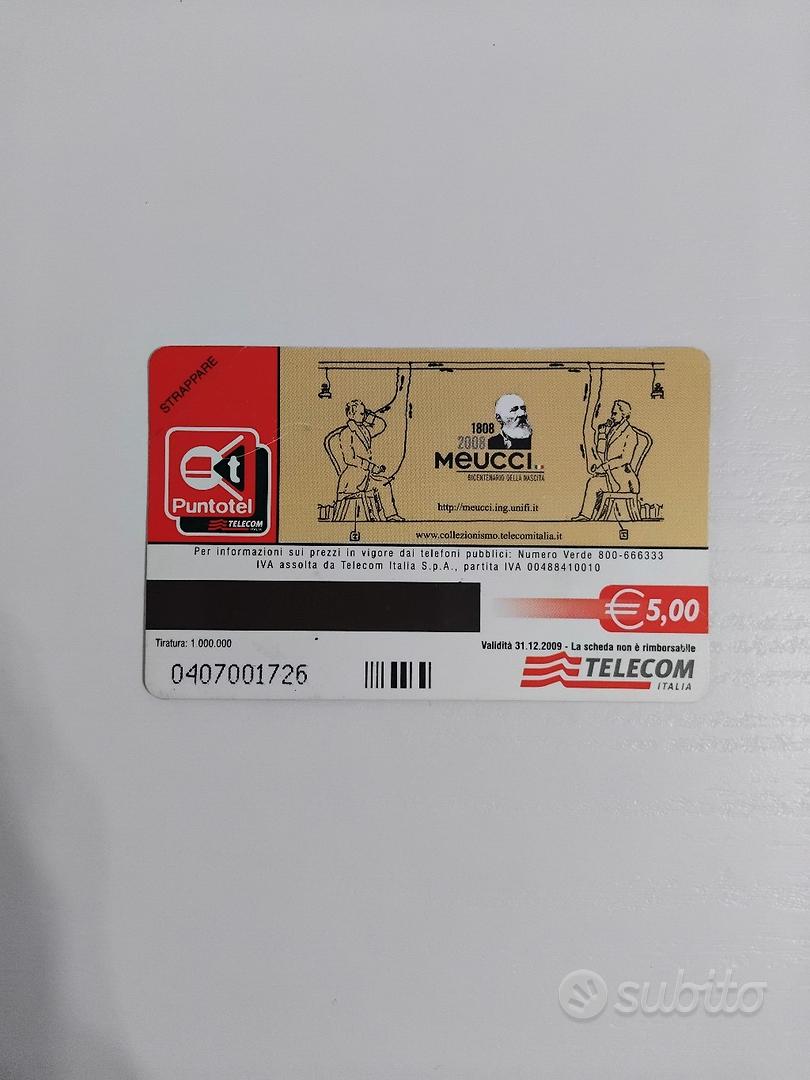 STRAPPARE
t
Puntotel
TELECOM
ITALIA
1808
2008
MEUCCI
BICENTENARIO DELLA NASCITA
http://meucci.ing.unifi.it
www.collezionismo.telecomitalia.it
Per informazioni sui prezzi in vigore dai telefoni pubblici: Numero Verde 800-666333
IVA assolta da Telecom Italia S.p.A., partita IVA 00488410010
€ 5,00
Tiratura: 1.000.000
Validità 31.12.2009 - La scheda non è rimborsabile
0407001726
TELECOM
ITALIA
subito